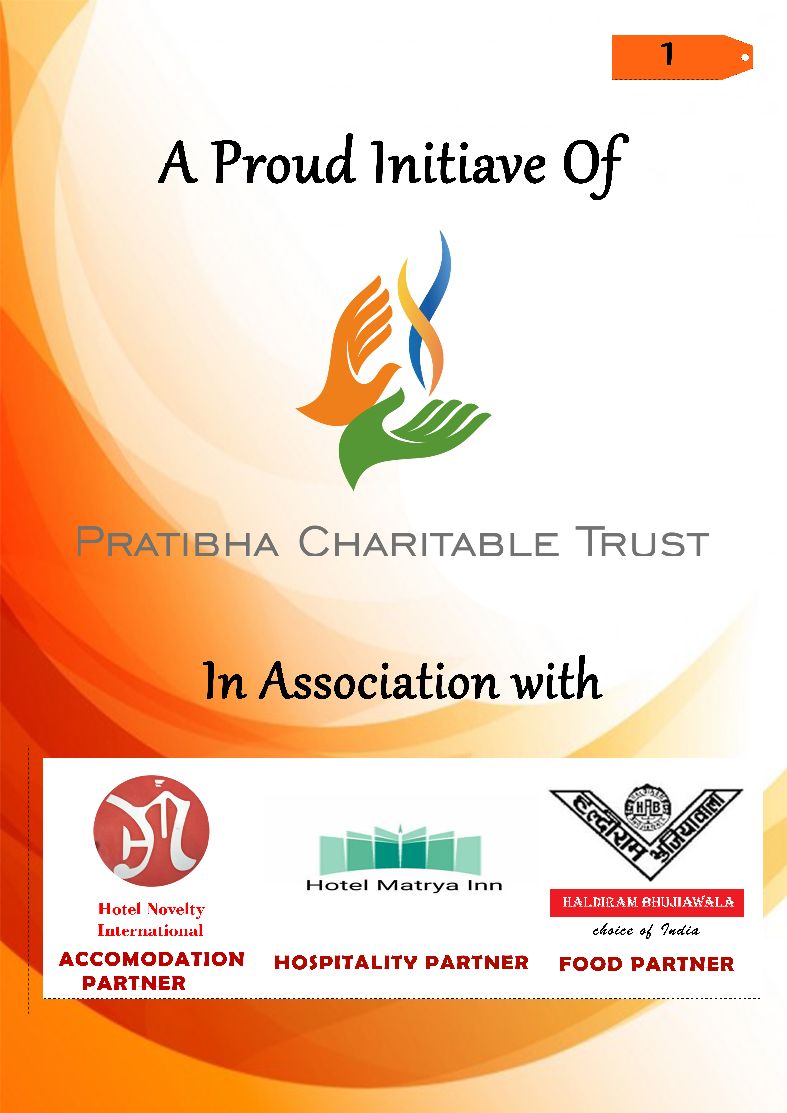 1
A Proud Initiave Of
PRATIBHA CHARITABLE TRUST
In Association with
हल्दीराम भुजियावाला
HRB
Hotel Matrya Inn
HALDIRAM BHUJIAWALA
Hotel Novelty
International
choice of India
ACCOMODATION
PARTNER
HOSPITALITY PARTNER
FOOD PARTNER